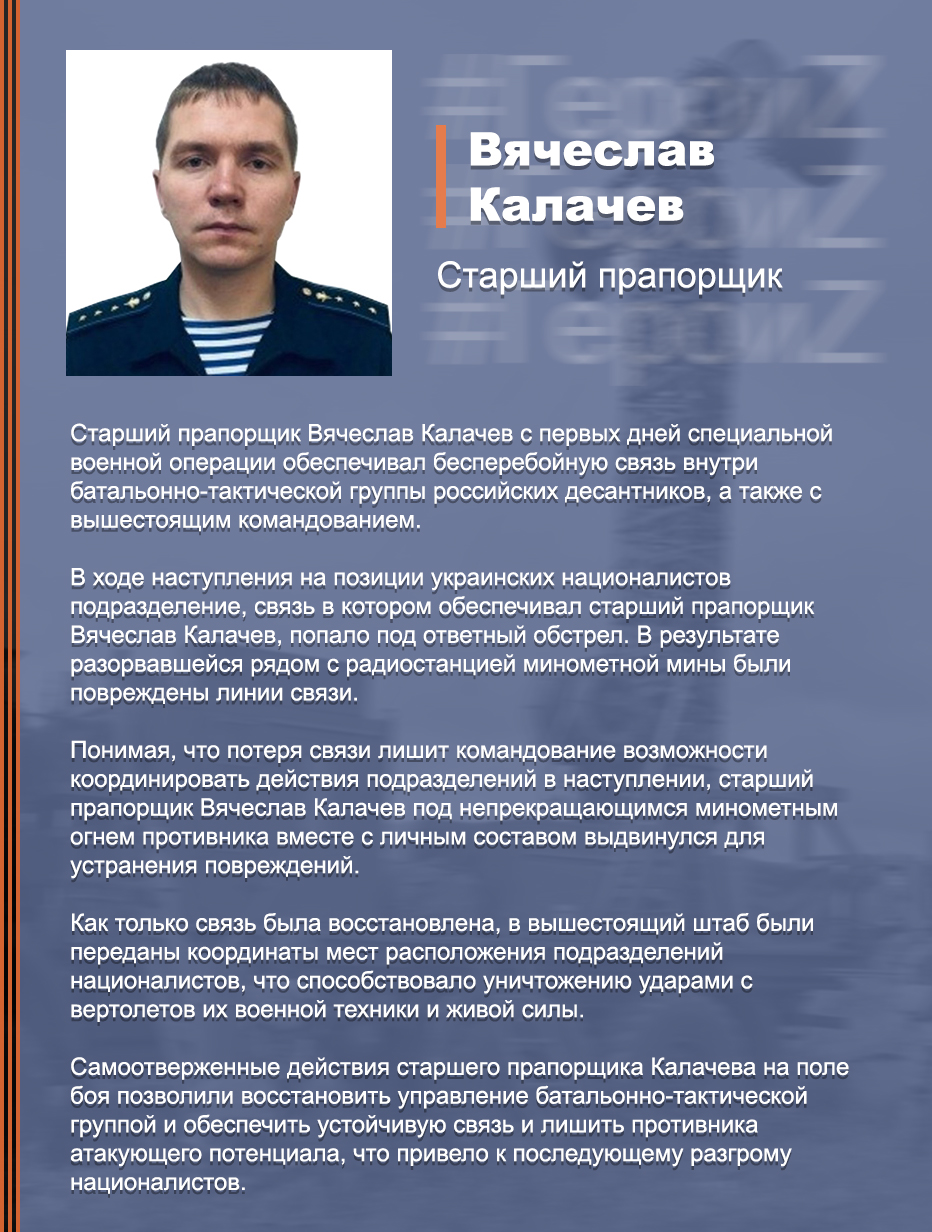 #ГероиZ
Вячеслав
Калачев
#ГероиZ
Старший прапорщик
#ГероиZ
Старший прапорщик Вячеслав Калачев с первых дней специальной
военной операции обеспечивал бесперебойную связь внутри
батальонно-тактической группы российских десантников, а также с
вышестоящим командованием.
В ходе наступления на позиции украинских националистов
подразделение, связь в котором обеспечивал старший прапорщик
Вячеслав Калачев, попало под ответный обстрел. В результате
разорвавшейся рядом с радиостанцией минометной мины были
повреждены линии связи.
Понимая, что потеря связи лишит командование возможности
координировать действия подразделений в наступлении, старший
прапорщик Вячеслав Калачев под непрекращающимся минометным
огнем противника вместе с личным составом выдвинулся для
устранения повреждений.
Как только связь была восстановлена, в вышестоящий штаб были
переданы координаты мест расположения подразделений
националистов, что способствовало уничтожению ударами с
вертолетов их военной техники и живой силы.
Самоотверженные действия старшего прапорщика Калачева на поле
боя позволили восстановить управление батальонно-тактической
группой и обеспечить устойчивую связь и лишить противника
атакующего потенциала, что привело к последующему разгрому
националистов.